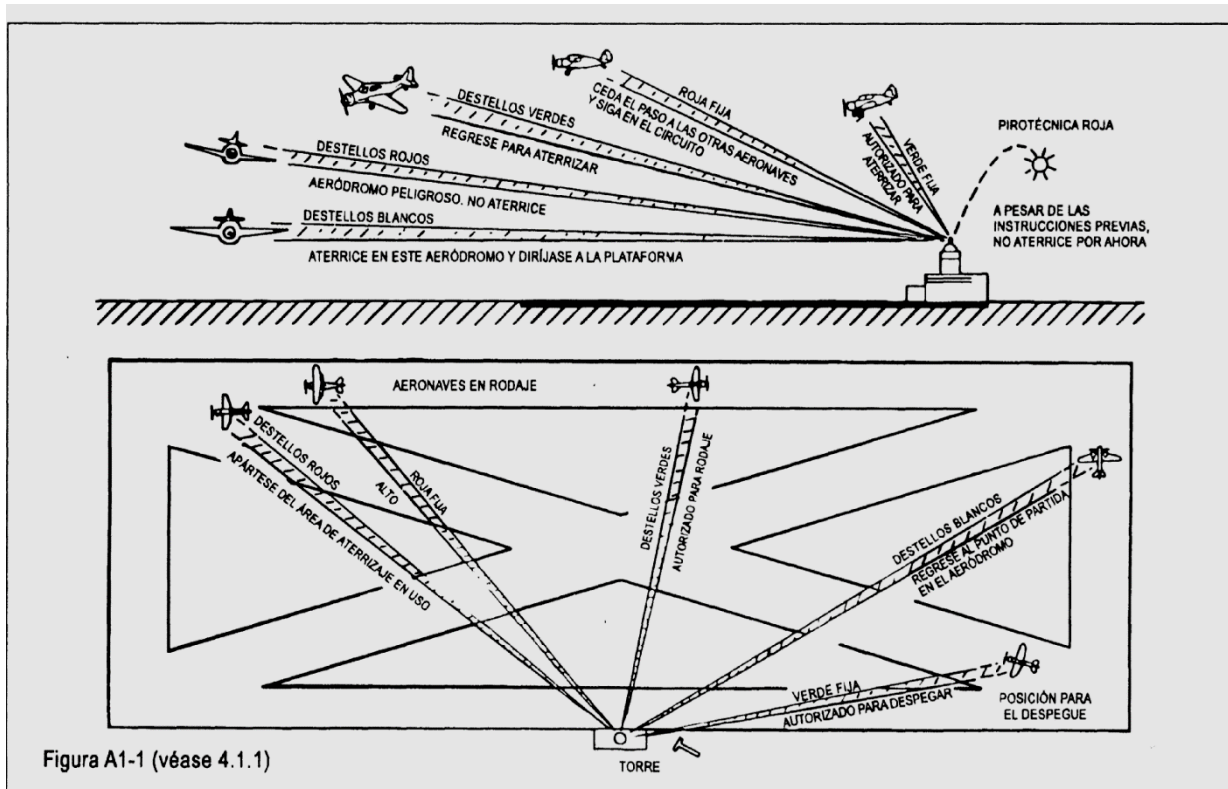 ROJA FIJA
CEDA EL PASO A LAS OTRAS AERONAVES
Y SIGA EN EL CIRCUITO
DESTELLOS VERDES
REGRESE PARA ATERRIZAR
VERDE FIJA
AUTORIZADO PARA
ATERRIZAR
PIROTÉCNICA ROJA
DESTELLOS ROJOS
AERÓDROMO PELIGROSO. NO ATERRICE
DESTELLOS BLANCOS
ATERRICE EN ESTE AERÓDROMO Y DIRÍJASE A LA PLATAFORMA
A PESAR DE LAS
INSTRUCCIONES PREVIAS,
NO ATERRICE POR AHORA
AERONAVES EN RODAJE
DESTELLOS ROJOS
APÁRTESE DEL ÁREA DE ATERRIZAJE EN USO
ROJA FIJA
ALTO
DESTELLOS VERDES
AUTORIZADO PARA RODAJE
DESTELLOS BLANCOS
REGRESE AL PUNTO DE PARTIDA
EN EL AERÓDROMO
VERDE FIJA
AUTORIZADO PARA DESPEGAR
POSICIÓN PARA
EL DESPEGUE
TORRE
Figura A1-1 (véase 4.1.1)